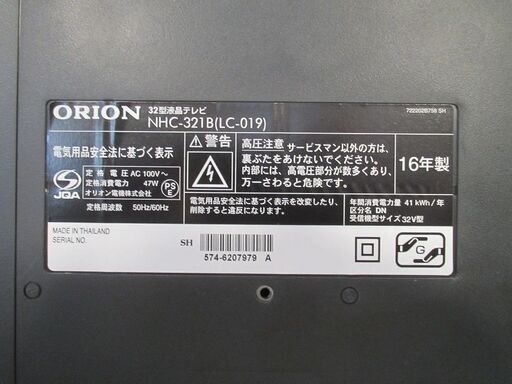 ORION
32型液晶テレビ
NHC-321B(LC-019)
722202B758 SH
電気用品安全法に基づく表示
定格電圧 AC 100V～
定格消費電力 47W
オリオン電機株式会社
定格周波数 50Hz/60Hz
JQA
PS
E
⚠警告
高圧注意 サービスマン以外の方は、
裏ぶたをあけないでください。
内部には、高電圧部分が数多くあり、
万一さわると危険です。
16年製
電気用品安全法に基づく表示を改変したり、
削除すると違反になります。
年間消費電力量 41 kWh/年
区分名 DN
受信機型サイズ 32V型
MADE IN THAILAND
SERIAL NO.
SH
574-6207979 A
G